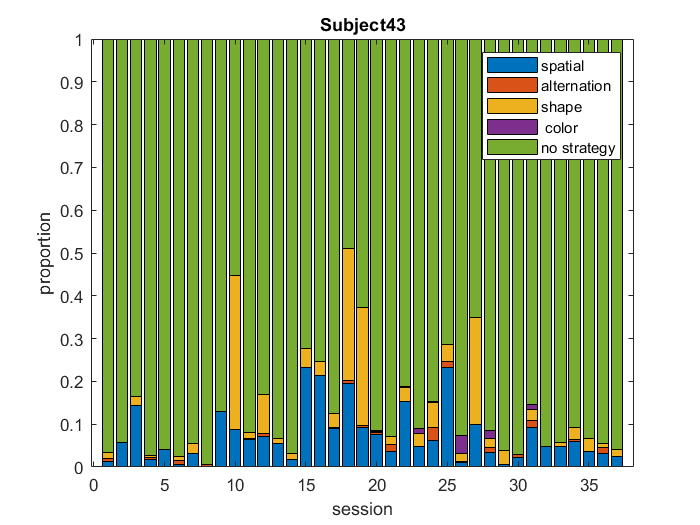 Subject43
1
0.9
0.8
0.7
0.6
0.5
0.4
0.3
0.2
0.1
0
proportion
spatial
alternation
shape
color
no strategy
0 5 10 15 20 25 30 35
session